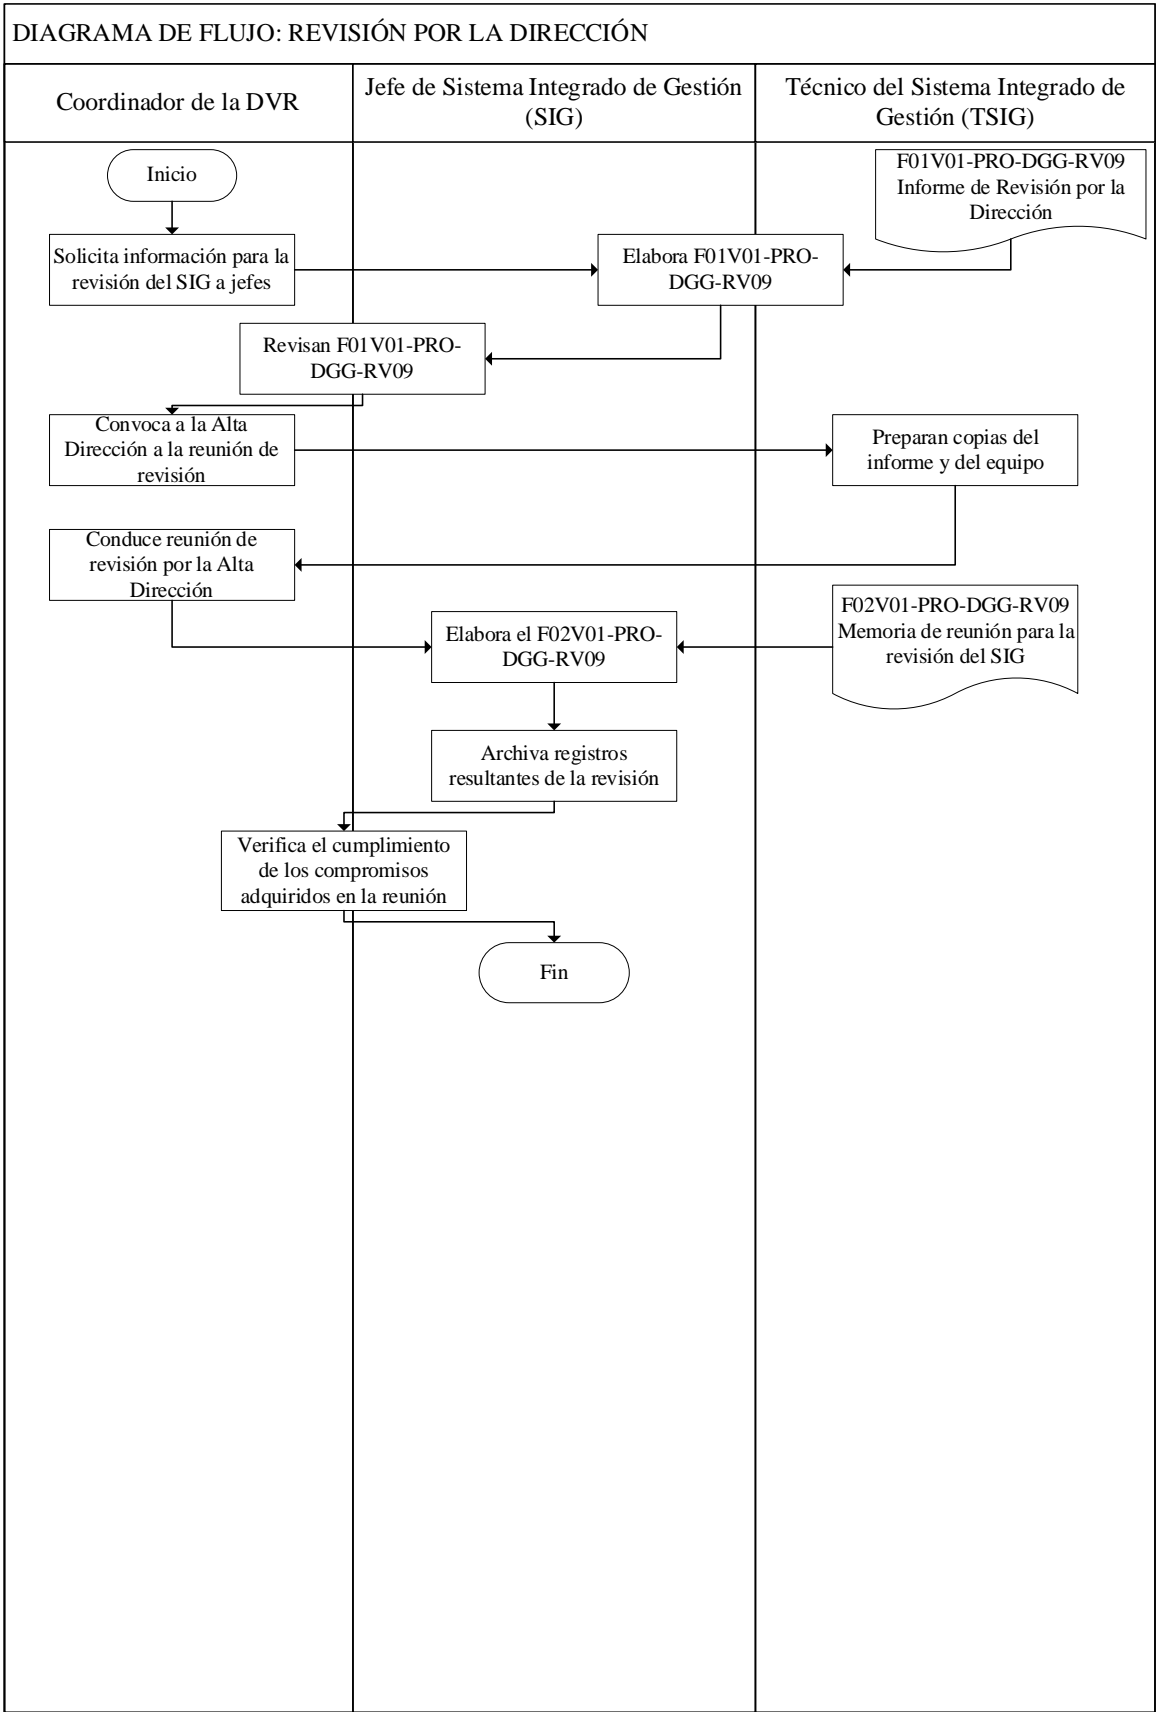 DIAGRAMA DE FLUJO: REVISIÓN POR LA DIRECCIÓN
Coordinador de la DVR
Jefe de Sistema Integrado de Gestión
(SIG)
Técnico del Sistema Integrado de
Gestión (TSIG)
Inicio
F01V01-PRO-DGG-RV09
Informe de Revisión por la
Dirección
Solicita información para la
revisión del SIG a jefes
Elabora F01V01-PRO-
DGG-RV09
Revisan F01V01-PRO-
DGG-RV09
Convoca a la Alta
Dirección a la reunión de
revisión
Preparan copias del
informe y del equipo
Conduce reunión de
revisión por la Alta
Dirección
F02V01-PRO-DGG-RV09
Memoria de reunión para la
revisión del SIG
Elabora el F02V01-PRO-
DGG-RV09
Archiva registros
resultantes de la revisión
Verifica el cumplimiento
de los compromisos
adquiridos en la reunión
Fin